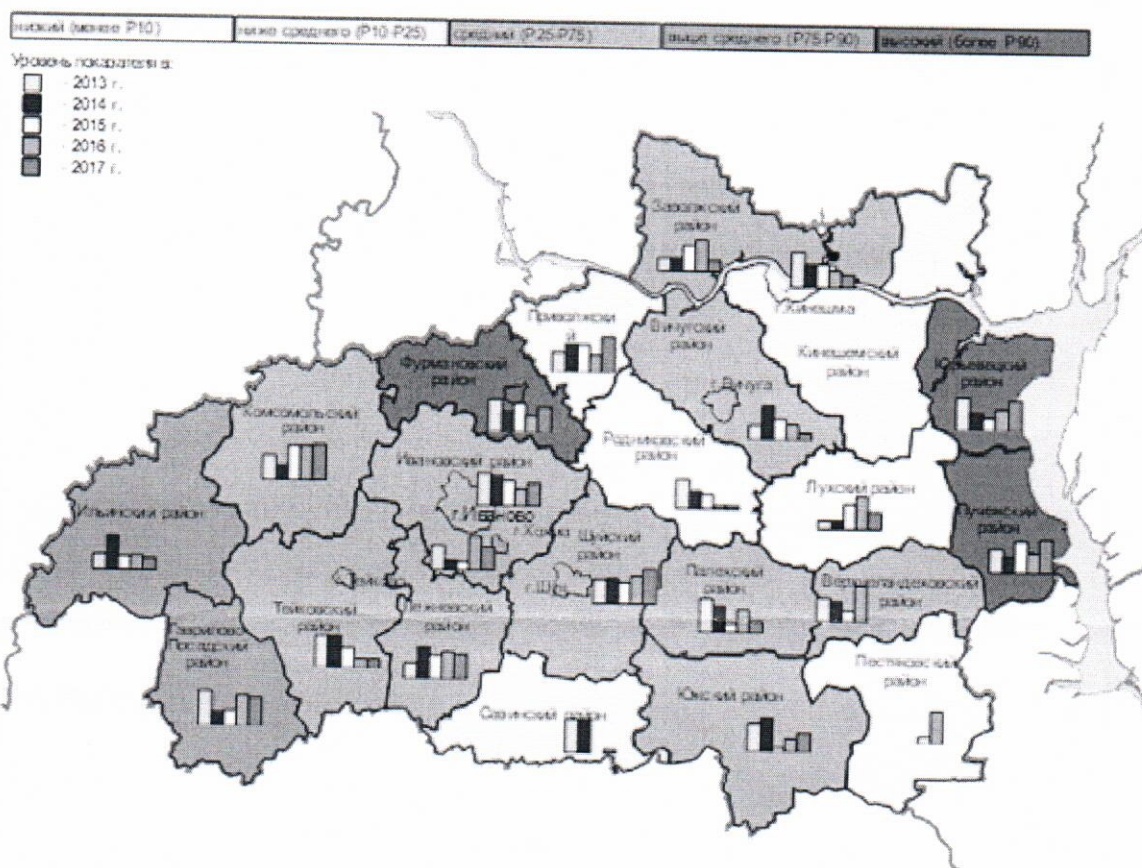 низкий (менее P10)
ниже среднего (P10-P25)
средний (P25-P75)
выше среднего (P75-P90)
высокий (более P90)
Уровень показателя в:
- 2013 г.
- 2014 г.
- 2015 г.
- 2016 г.
- 2017 г.
Заволжский
район
г.Кинешма
Приволжски
й
Вичугский
район
г.Вичуга
Кинешемский
район
Юрьевецкий
район
Фурмановский
район
Комсомольский
район
Родниковский
район
Ивановский район
г.Иваново
Лухский район
Пучежский
район
Ильинский район
г.Кохма
Шуйский
район
г.Шуя
Палехский
район
Верхнеландеховский
район
Тейковский
район
Лежневский
район
Гаврилово-
Посадский
район
Пестяковский
район
Савинский район
Южский район